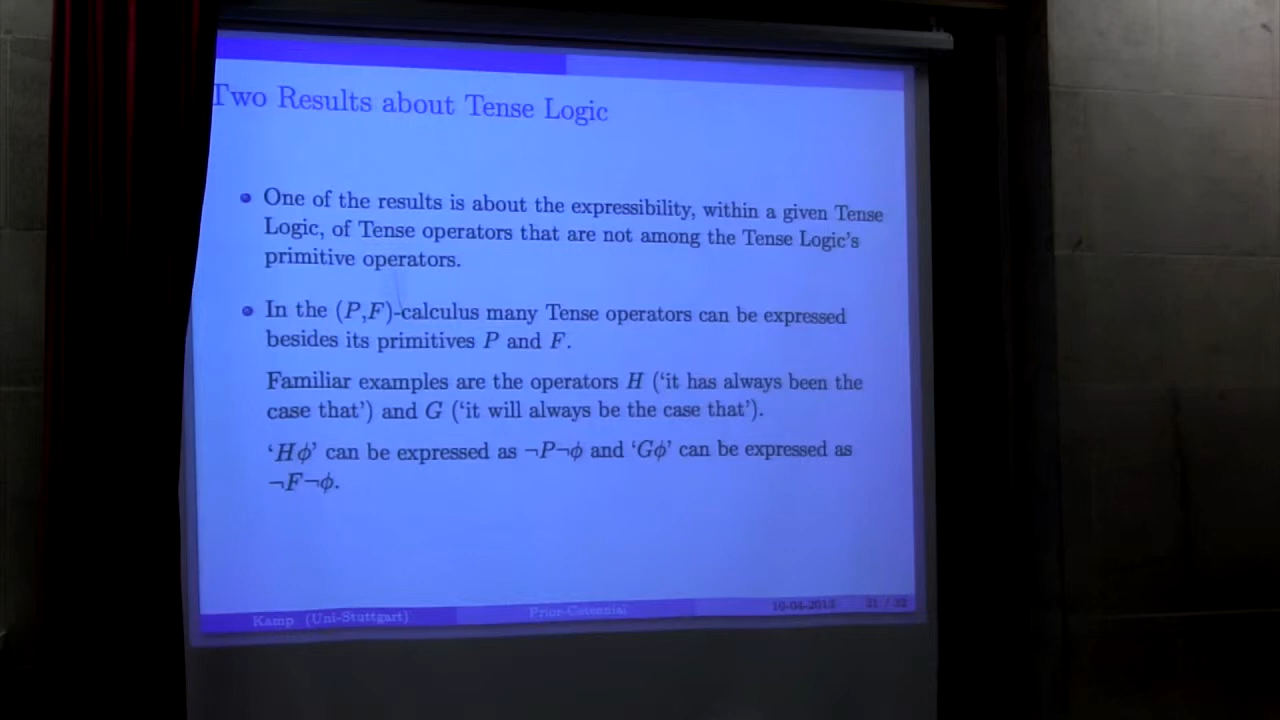 Two Results about Tense Logic
One of the results is about the expressibility, within a given Tense
Logic, of Tense operators that are not among the Tense Logic's
primitive operators.
In the (P,F)-calculus many Tense operators can be expressed
besides its primitives P and F.
Familiar examples are the operators H ('it has always been the
case that') and G ('it will always be the case that').
'Hϕ' can be expressed as ¬P¬ϕ and 'Gϕ' can be expressed as
¬F¬ϕ.
Kamp (Uni-Stuttgart) Prior-Cetennial